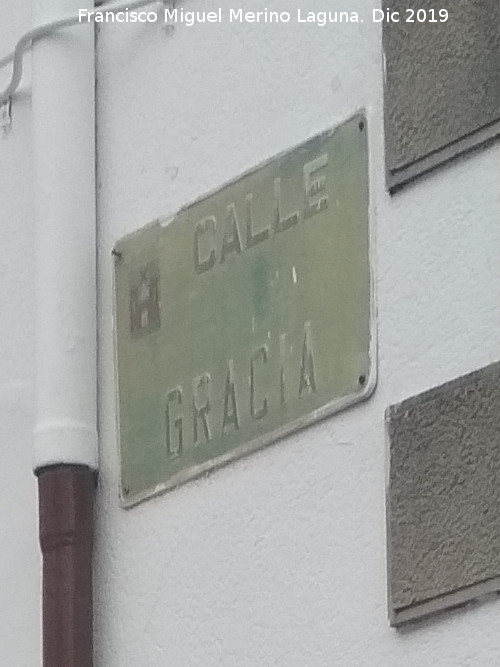 Francisco Miguel Merino Laguna. Dic 2019
CALLE
GRACIA